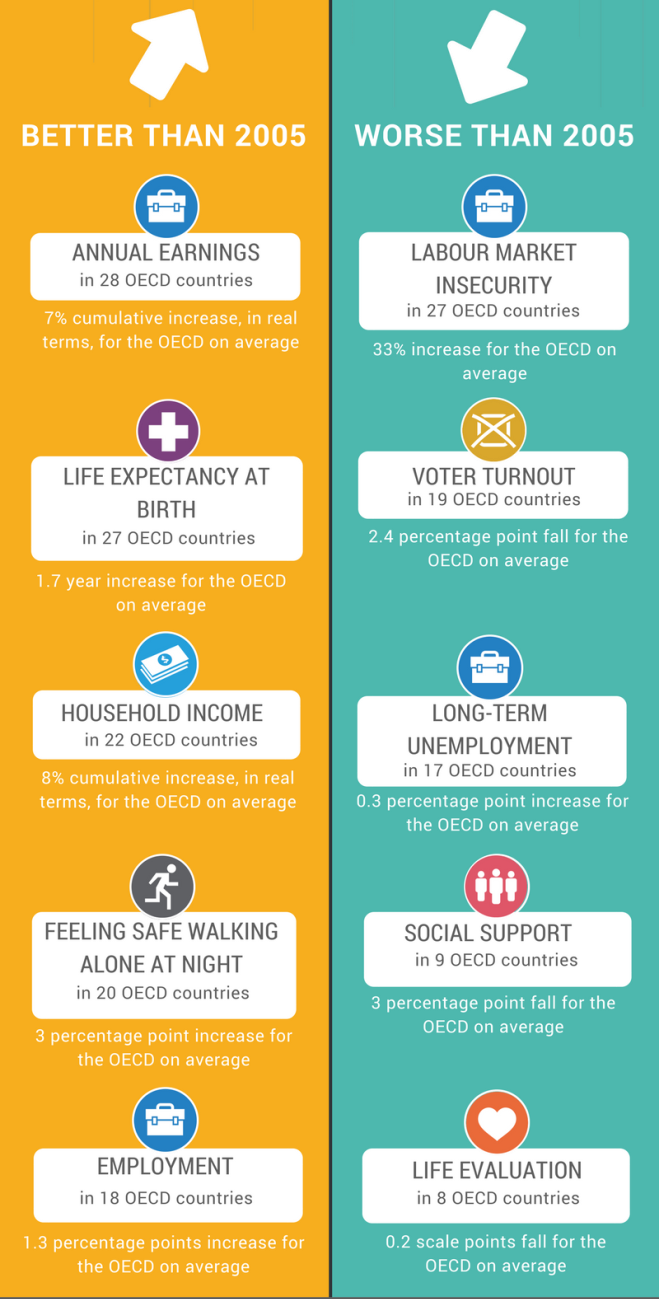 BETTER THAN 2005
ANNUAL EARNINGS
in 28 OECD countries
7% cumulative increase, in real
terms, for the OECD on average
LIFE EXPECTANCY AT
BIRTH
in 27 OECD countries
1.7 year increase for the OECD
on average
HOUSEHOLD INCOME
in 22 OECD countries
8% cumulative increase, in real
terms, for the OECD on average
FEELING SAFE WALKING
ALONE AT NIGHT
in 20 OECD countries
3 percentage point increase for
the OECD on average
EMPLOYMENT
in 18 OECD countries
1.3 percentage points increase for
the OECD on average
WORSE THAN 2005
LABOUR MARKET
INSECURITY
in 27 OECD countries
33% increase for the OECD on
average
VOTER TURNOUT
in 19 OECD countries
2.4 percentage point fall for the
OECD on average
LONG-TERM
UNEMPLOYMENT
in 17 OECD countries
0.3 percentage point increase for
the OECD on average
SOCIAL SUPPORT
in 9 OECD countries
3 percentage point fall for the
OECD on average
LIFE EVALUATION
in 8 OECD countries
0.2 scale points fall for the
OECD on average